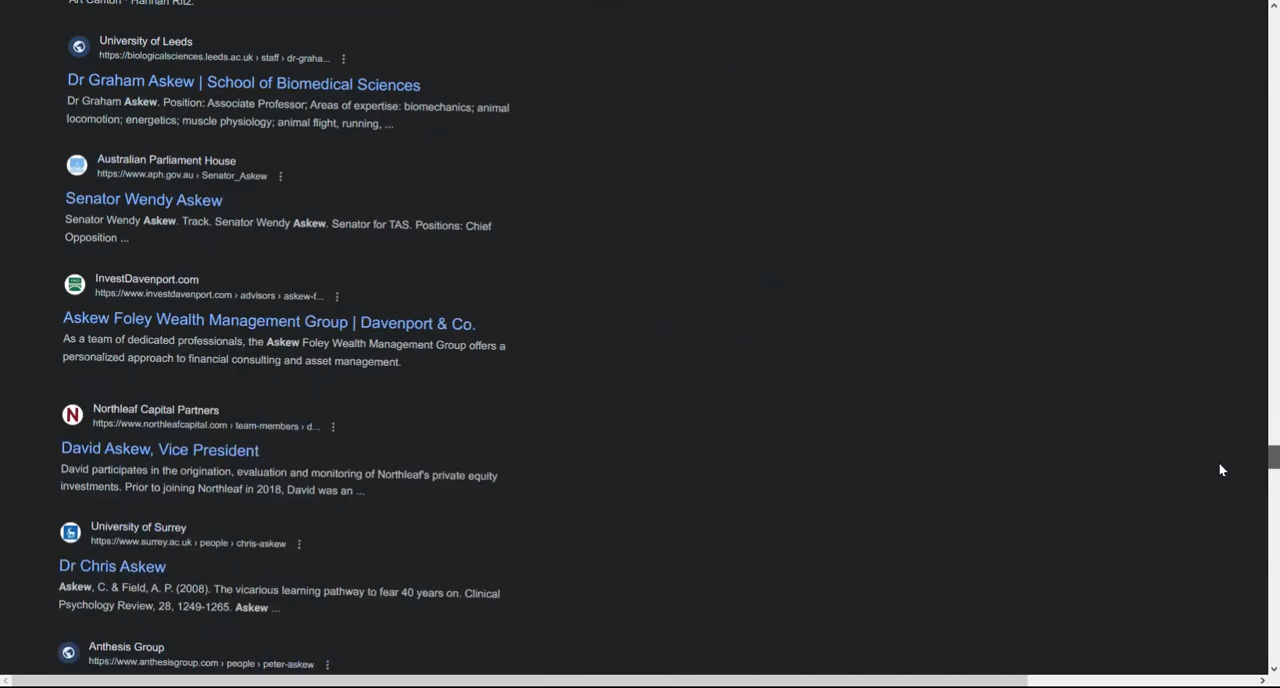 Art Canton · Hannah Ritz.
University of Leeds
https://biologicalsciences.leeds.ac.uk › staff › dr-graha...
Dr Graham Askew | School of Biomedical Sciences
Dr Graham Askew. Position: Associate Professor; Areas of expertise: biomechanics; animal
locomotion; energetics; muscle physiology; animal flight, running, ...
Australian Parliament House
https://www.aph.gov.au › Senator_Askew
Senator Wendy Askew
Senator Wendy Askew. Track. Senator Wendy Askew. Senator for TAS. Positions: Chief
Opposition ...
InvestDavenport.com
https://www.investdavenport.com › advisors › askew-f...
Askew Foley Wealth Management Group | Davenport & Co.
As a team of dedicated professionals, the Askew Foley Wealth Management Group offers a
personalized approach to financial consulting and asset management.
N
Northleaf Capital Partners
https://www.northleafcapital.com › team-members › d...
David Askew, Vice President
David participates in the origination, evaluation and monitoring of Northleaf's private equity
investments. Prior to joining Northleaf in 2018, David was an ...
University of Surrey
https://www.surrey.ac.uk › people › chris-askew
Dr Chris Askew
Askew, C. & Field, A. P. (2008). The vicarious learning pathway to fear 40 years on. Clinical
Psychology Review, 28, 1249-1265. Askew ...
Anthesis Group
https://www.anthesisgroup.com › people › peter-askew